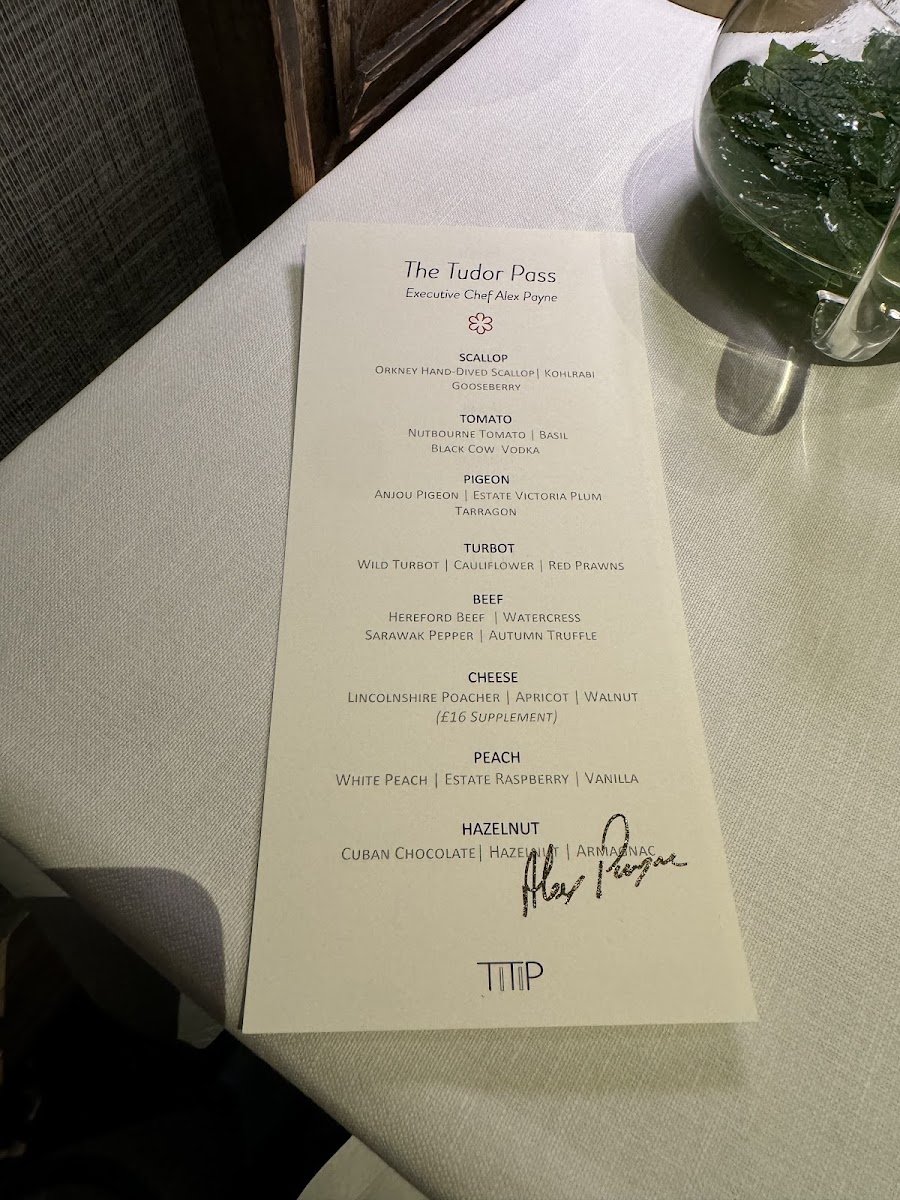 The Tudor Pass
Executive Chef Alex Payne
SCALLOP
ORKNEY HAND-DIVED SCALLOP| KOHLRABI
GOOSEBERRY
TOMATO
NUTBOURNE TOMATO | BASIL
BLACK COW VODKA
PIGEON
ANJOU PIGEON | ESTATE VICTORIA PLUM
TARRAGON
TURBOT
WILD TURBOT | CAULIFLOWER | RED PRAWNS
BEEF
HEREFORD BEEF | WATERCRESS
SARAWAK PEPPER | AUTUMN TRUFFLE
CHEESE
LINCOLNSHIRE POACHER | APRICOT | WALNUT
(£16 SUPPLEMENT)
PEACH
WHITE PEACH | ESTATE RASPBERRY | VANILLA
HAZELNUT
CUBAN CHOCOLATE| HAZELNUT | ARMAGNAC
Alex Payne
TTP